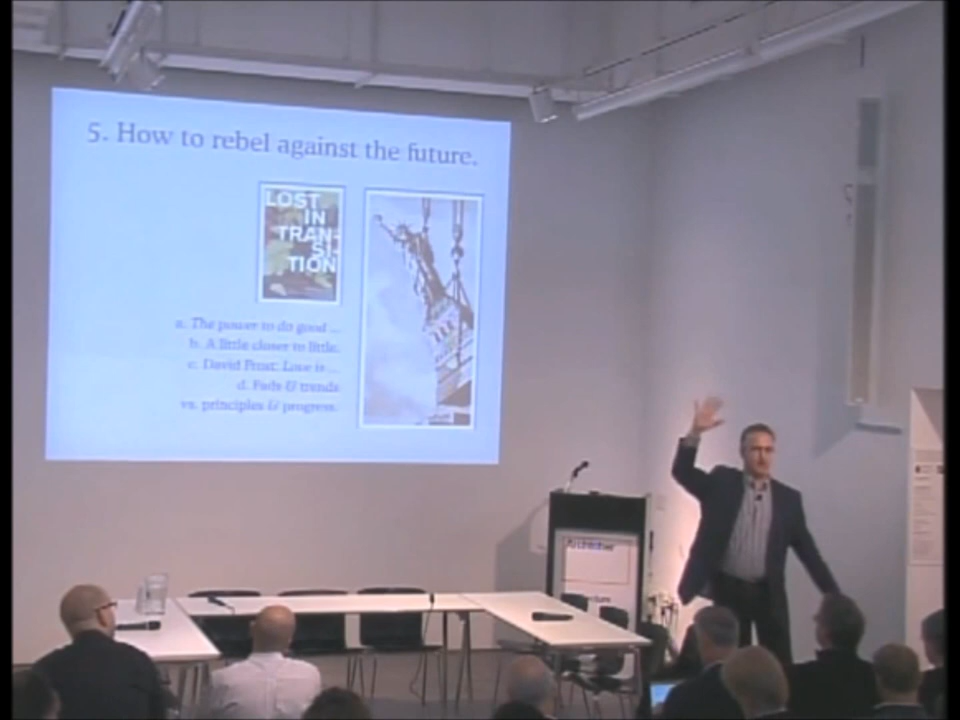 5. How to rebel against the future.
LOST
IN
TRAN-
SI-
TION
a. The power to do good ...
b. A little closer to little.
c. David Frost: Love is ...
d. Fads & trends
vs. principles & progress.